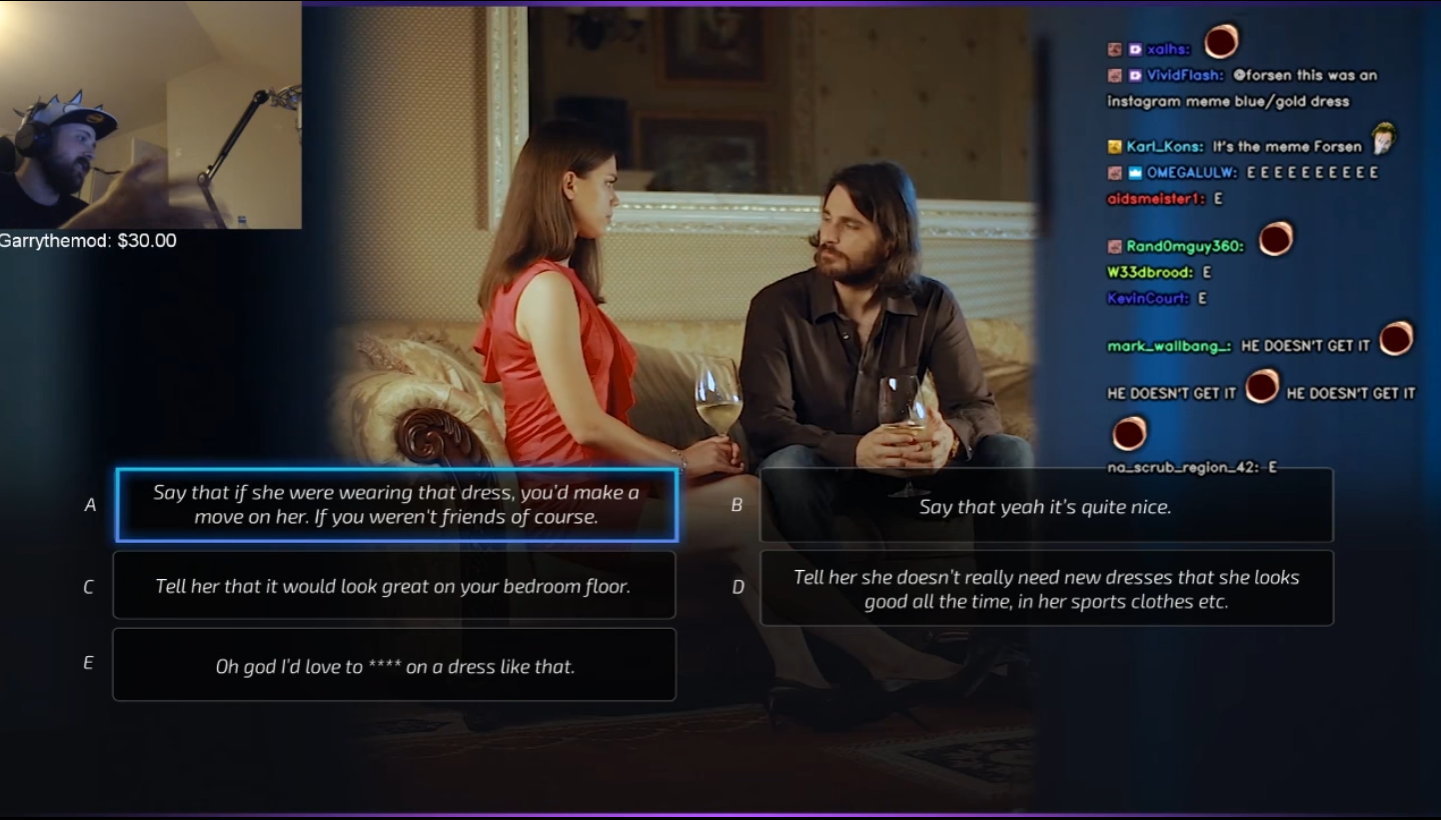 xalhs:
VividFlash: @forsen this was an
instagram meme blue/gold dress
Karl_Kons: It's the meme Forsen
OMEGALULW: E E E E E E E E E E
aidsmeister1: E
Rand0mguy360:
W33dbrood: E
KevinCourt: E
mark_wallbang_: HE DOESN'T GET IT
HE DOESN'T GET IT HE DOESN'T GET IT
na_scrub_region_42: E
Garrythemod: $30.00
A
Say that if she were wearing that dress, you'd make a
move on her. If you weren't friends of course.
B
Say that yeah it's quite nice.
C
Tell her that it would look great on your bedroom floor.
D
Tell her she doesn't really need new dresses that she looks
good all the time, in her sports clothes etc.
E
Oh god I'd love to **** on a dress like that.